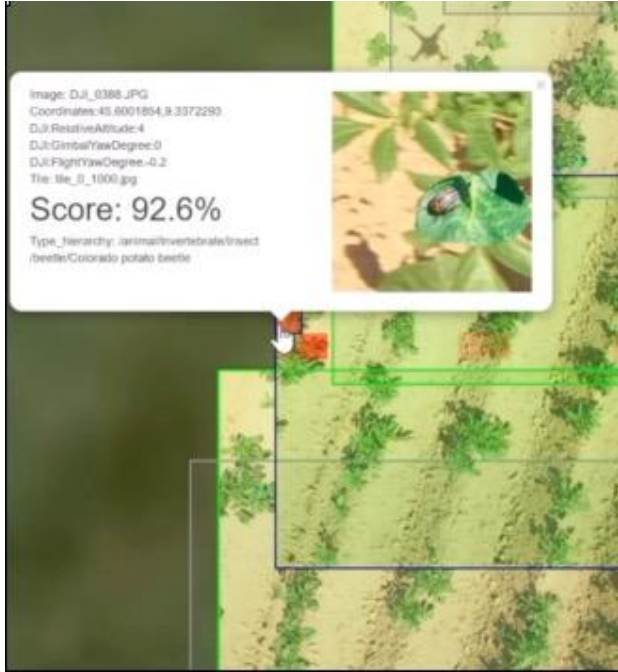 Image: DJI_0388.JPG
Coordinates:45.6001854,9.3372293
DJI:RelativeAltitude:4
DJI:GimbalYawDegree:0
DJI:FlightYawDegree:-0.2
Tile: tile_0_1000.jpg
Score: 92.6%
Type_hierarchy: /animal/invertebrate/insect
/beetle/Colorado potato beetle